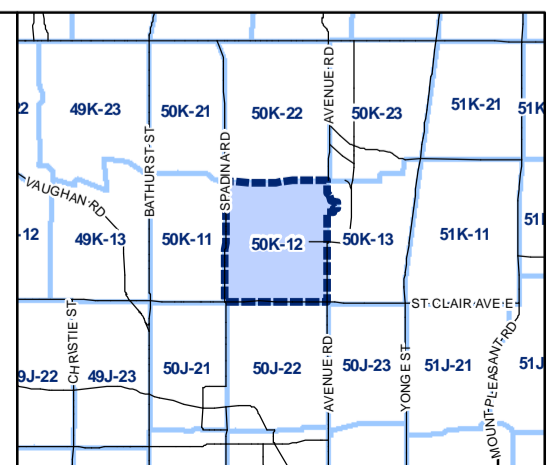 22
49K-23
50K-21
50K-22
50K-23
51K-21
51K
AVENUE RD
BATHURST ST
SPADINA RD
VAUGHAN RD
-12
49K-13
50K-11
50K-12
50K-13
51K-11
51
ST CLAIR AVE E
CHRISTIE ST
9J-22
49J-23
50J-21
50J-22
AVENUE RD
50J-23
YONGE ST
51J-21
MOUNT PLEASANT RD
51J